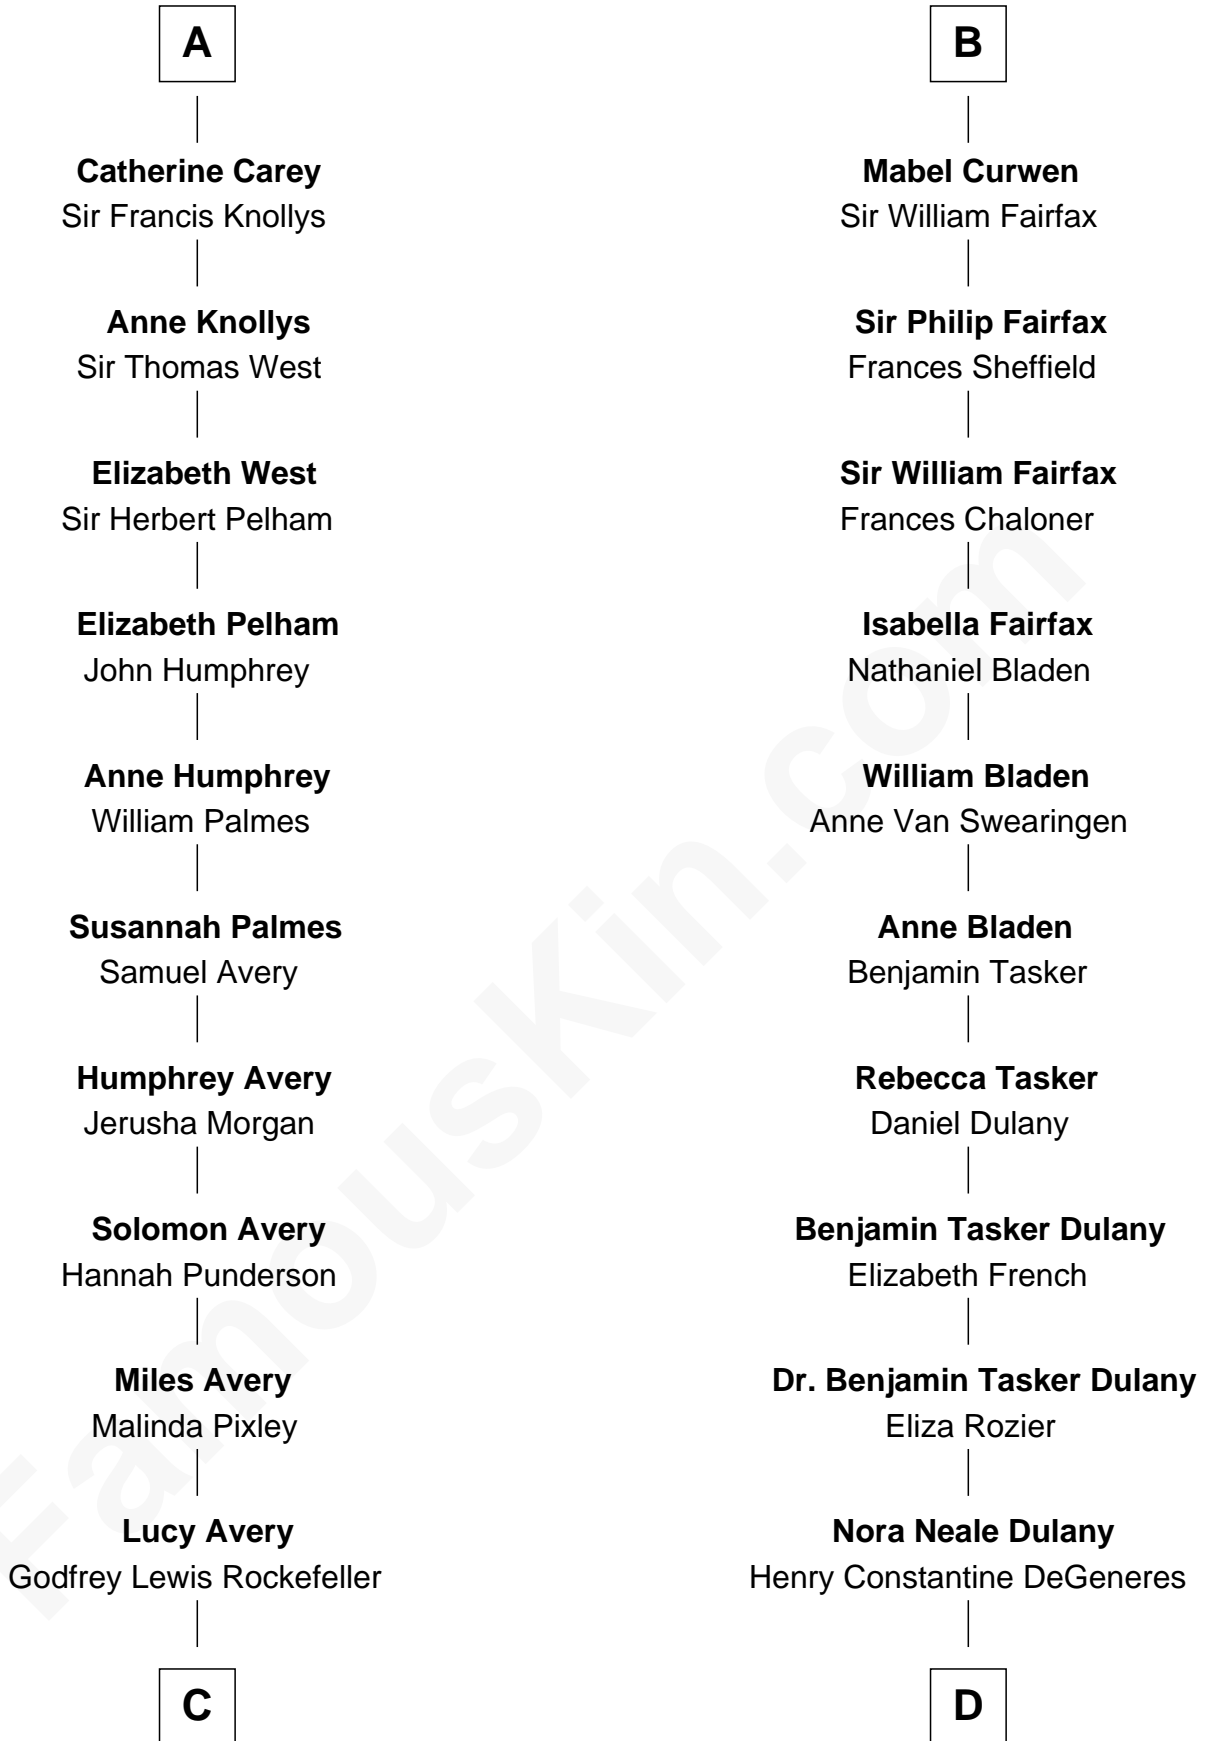 A
Catherine Carey
Sir Francis Knollys
Anne Knollys
Sir Thomas West
Elizabeth West
Sir Herbert Pelham
Elizabeth Pelham
John Humphrey
Anne Humphrey
William Palmes
Susannah Palmes
Samuel Avery
Humphrey Avery
Jerusha Morgan
Solomon Avery
Hannah Punderson
Miles Avery
Malinda Pixley
Lucy Avery
Godfrey Lewis Rockefeller
C
B
Mabel Curwen
Sir William Fairfax
Sir Philip Fairfax
Frances Sheffield
Sir William Fairfax
Frances Chaloner
Isabella Fairfax
Nathaniel Bladen
William Bladen
Anne Van Swearingen
Anne Bladen
Benjamin Tasker
Rebecca Tasker
Daniel Dulany
Benjamin Tasker Dulany
Elizabeth French
Dr. Benjamin Tasker Dulany
Eliza Rozier
Nora Neale Dulany
Henry Constantine DeGeneres
D
FamousKin.com